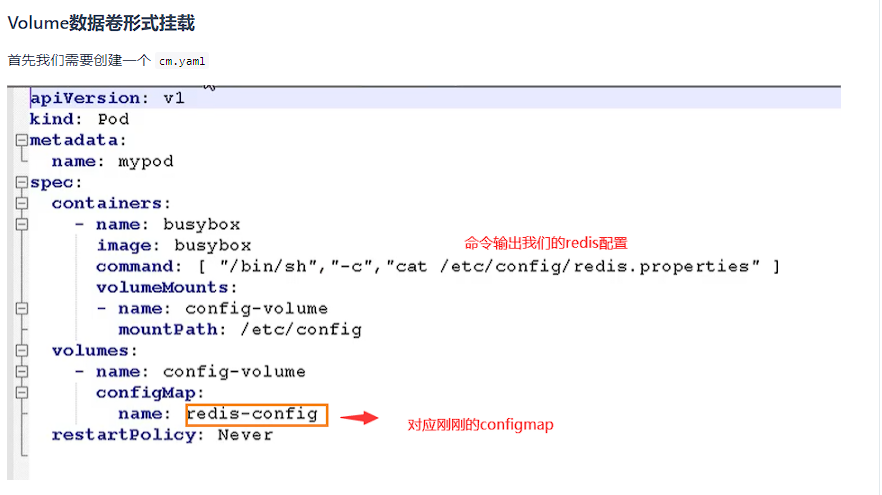 Volume数据卷形式挂载
首先我们需要创建一个 cm.yaml
apiVersion: v1
kind: Pod
metadata:
name: mypod
spec:
containers:
- name: busybox
image: busybox
命令输出我们的redis配置
command: [ "/bin/sh","-c","cat /etc/config/redis.properties" ]
volumeMounts:
- name: config-volume
mountPath: /etc/config
volumes:
- name: config-volume
configMap:
name: redis-config
对应刚刚的configmap
restartPolicy: Never